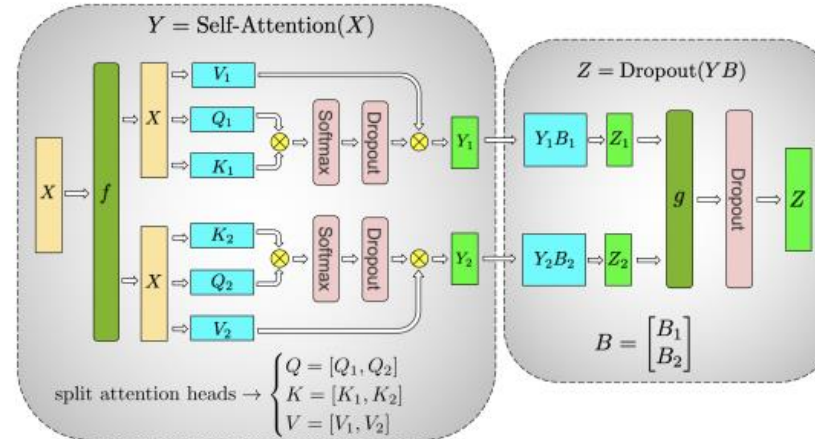 Y = Self-Attention(X)
X
f
X
V₁
Q₁
K₁
Softmax
Dropout
Y₁
X
K₂
Q₂
V₂
Softmax
Dropout
Y₂
split attention heads → { Q = [Q₁, Q₂]
K = [K₁, K₂]
V = [V₁, V₂]
Z = Dropout(YB)
Y₁B₁
Z₁
Y₂B₂
Z₂
g
Dropout
Z
B = [B₁
B₂]